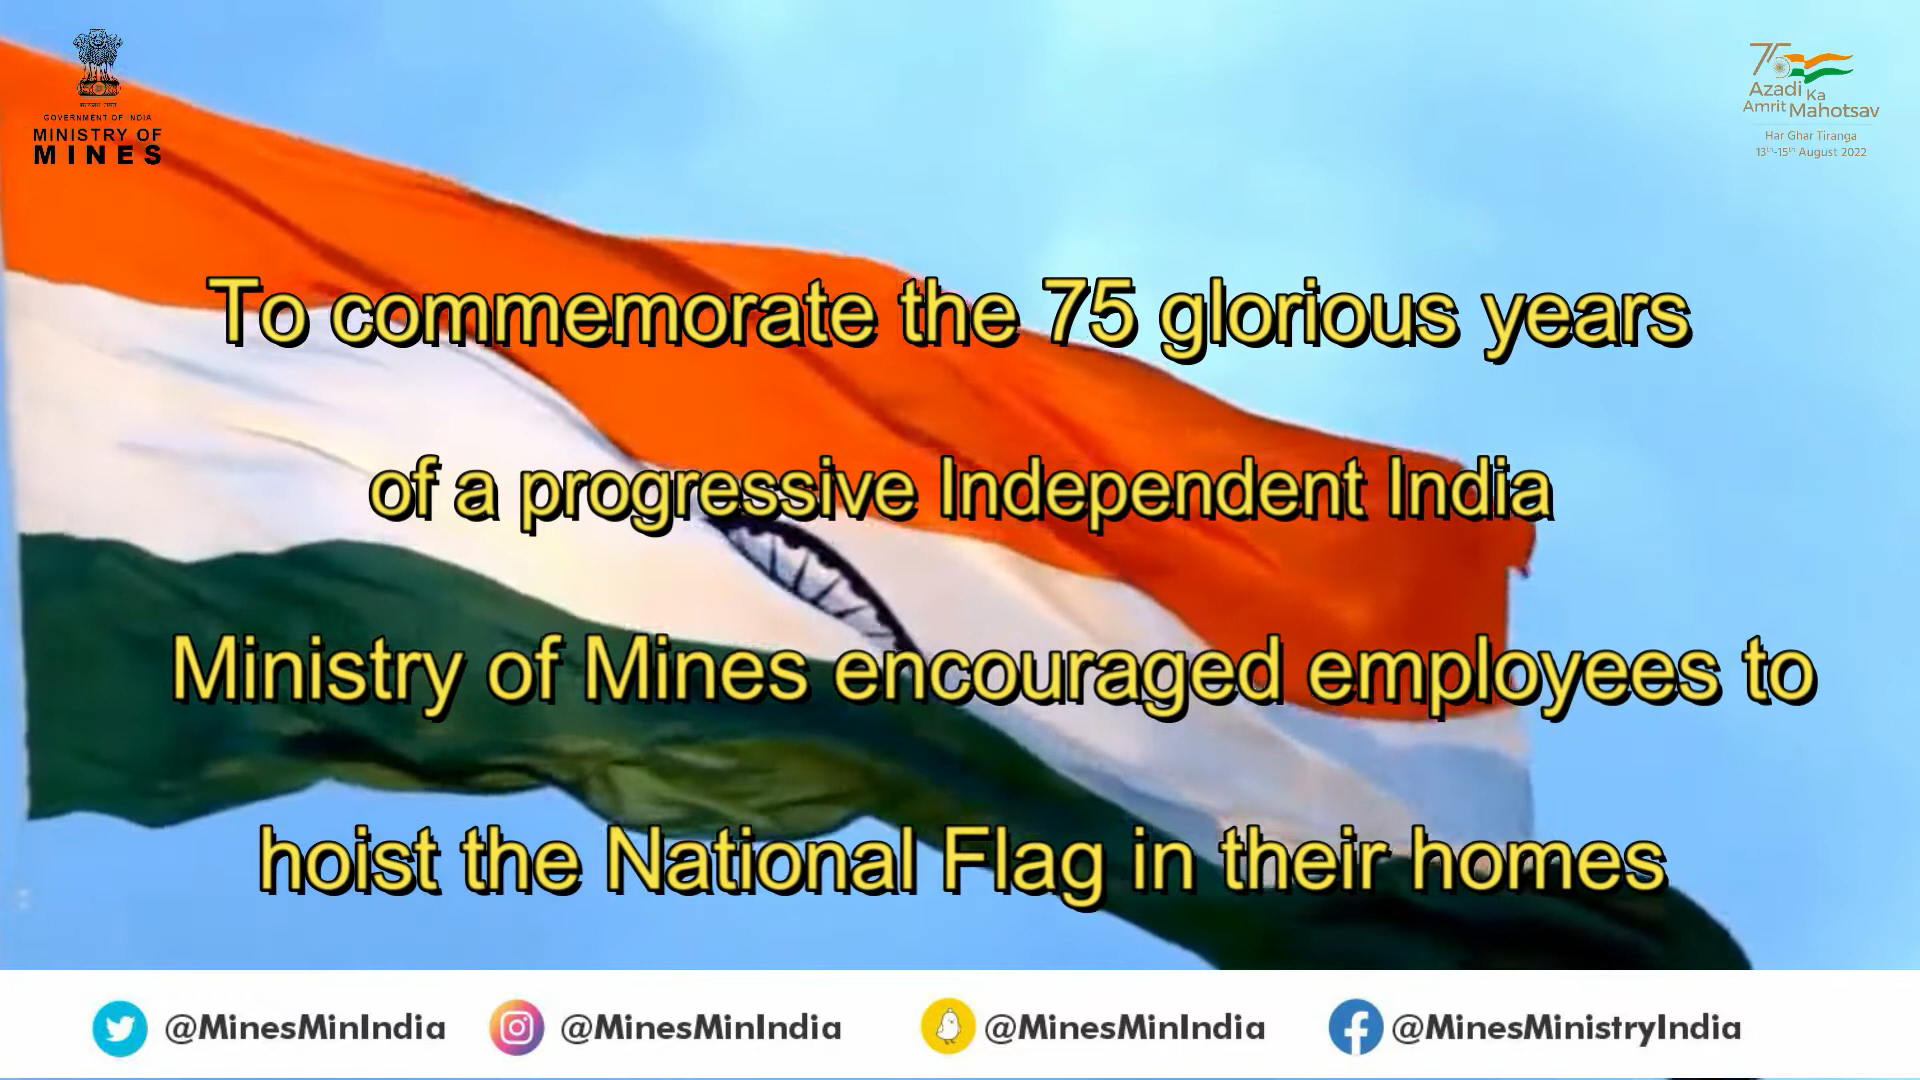 GOVERNMENT OF INDIA
MINISTRY OF
MINES
75
Azadi Ka
Amrit Mahotsav
Har Ghar Tiranga
13th-15th August 2022
To commemorate the 75 glorious years
of a progressive Independent India
Ministry of Mines encouraged employees to
hoist the National Flag in their homes
@MinesMinIndia @MinesMinIndia @MinesMinIndia @MinesMinistryIndia